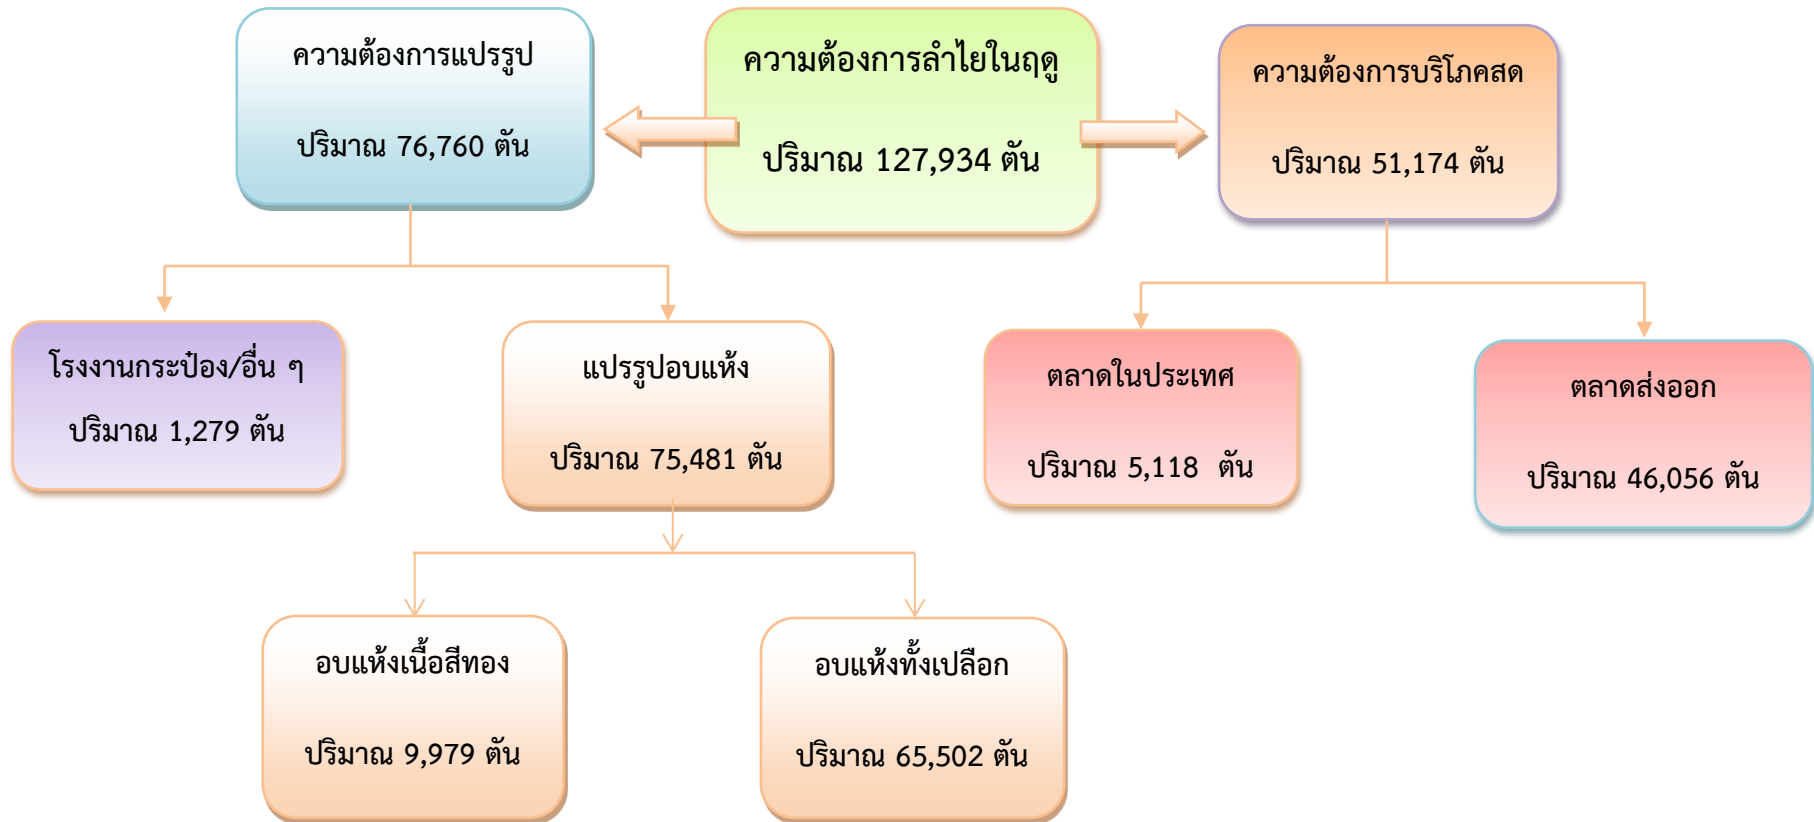 ความต้องการแปรรูป
ปริมาณ 76,760 ตัน
ความต้องการลำไยในฤดู
ปริมาณ 127,934 ตัน
ความต้องการบริโภคสด
ปริมาณ 51,174 ตัน
โรงงานกระป๋อง/อื่น ๆ
ปริมาณ 1,279 ตัน
แปรรูปอบแห้ง
ปริมาณ 75,481 ตัน
ตลาดในประเทศ
ปริมาณ 5,118 ตัน
ตลาดส่งออก
ปริมาณ 46,056 ตัน
อบแห้งเนื้อสีทอง
ปริมาณ 9,979 ตัน
อบแห้งทั้งเปลือก
ปริมาณ 65,502 ตัน